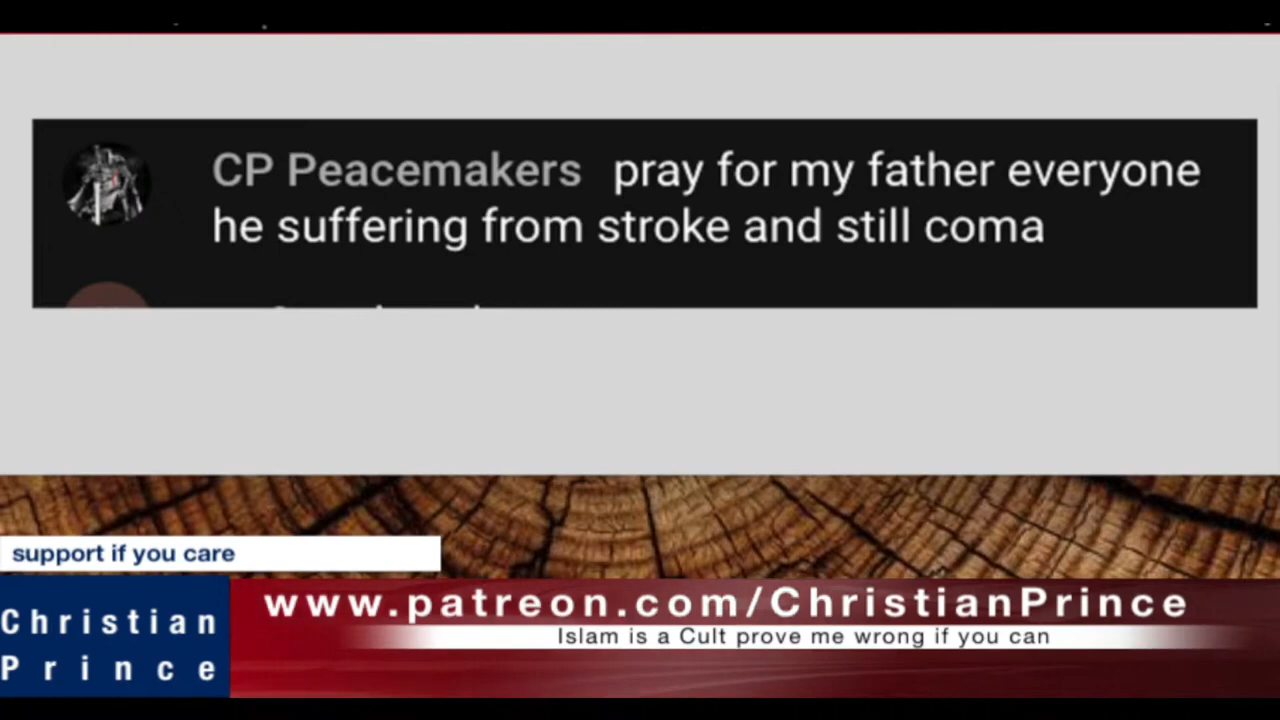 CP Peacemakers pray for my father everyone
he suffering from stroke and still coma
support if you care
Christian
Prince
www.patreon.com/ChristianPrince
Islam is a Cult prove me wrong if you can